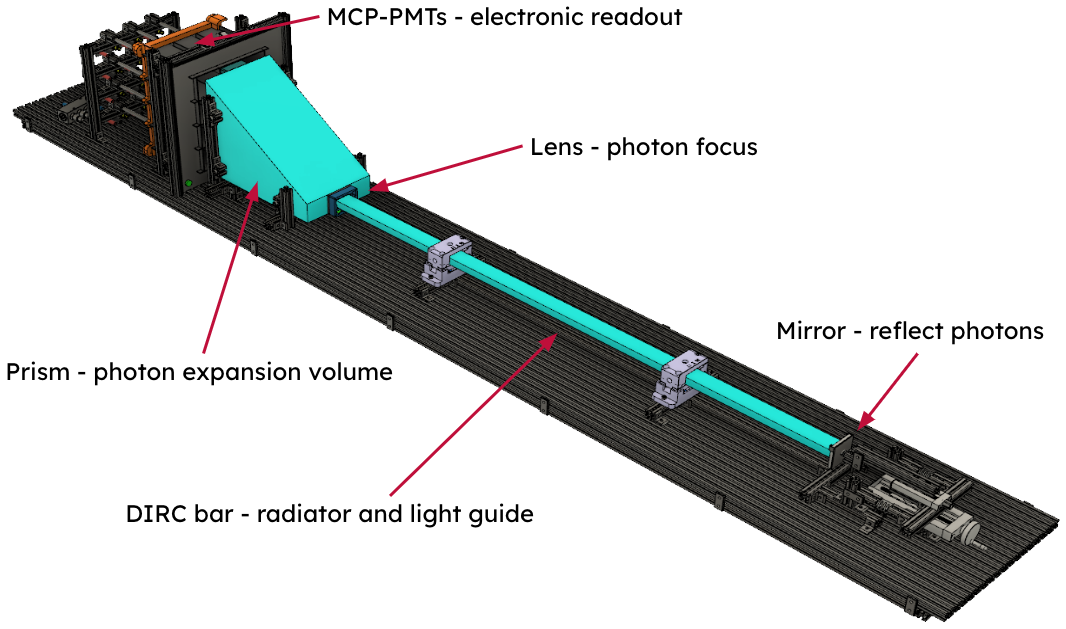 MCP-PMTs - electronic readout
Lens - photon focus
Mirror - reflect photons
Prism - photon expansion volume
DIRC bar - radiator and light guide